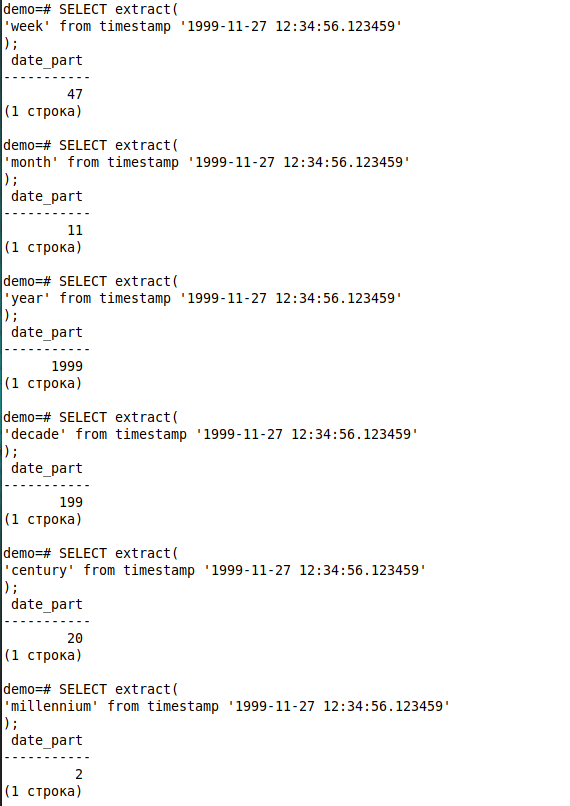 demo=# SELECT extract(
'week' from timestamp '1999-11-27 12:34:56.123459'
);
 date_part
-----------
        47
(1 строка)

demo=# SELECT extract(
'month' from timestamp '1999-11-27 12:34:56.123459'
);
 date_part
-----------
        11
(1 строка)

demo=# SELECT extract(
'year' from timestamp '1999-11-27 12:34:56.123459'
);
 date_part
-----------
      1999
(1 строка)

demo=# SELECT extract(
'decade' from timestamp '1999-11-27 12:34:56.123459'
);
 date_part
-----------
       199
(1 строка)

demo=# SELECT extract(
'century' from timestamp '1999-11-27 12:34:56.123459'
);
 date_part
-----------
        20
(1 строка)

demo=# SELECT extract(
'millennium' from timestamp '1999-11-27 12:34:56.123459'
);
 date_part
-----------
         2
(1 строка)